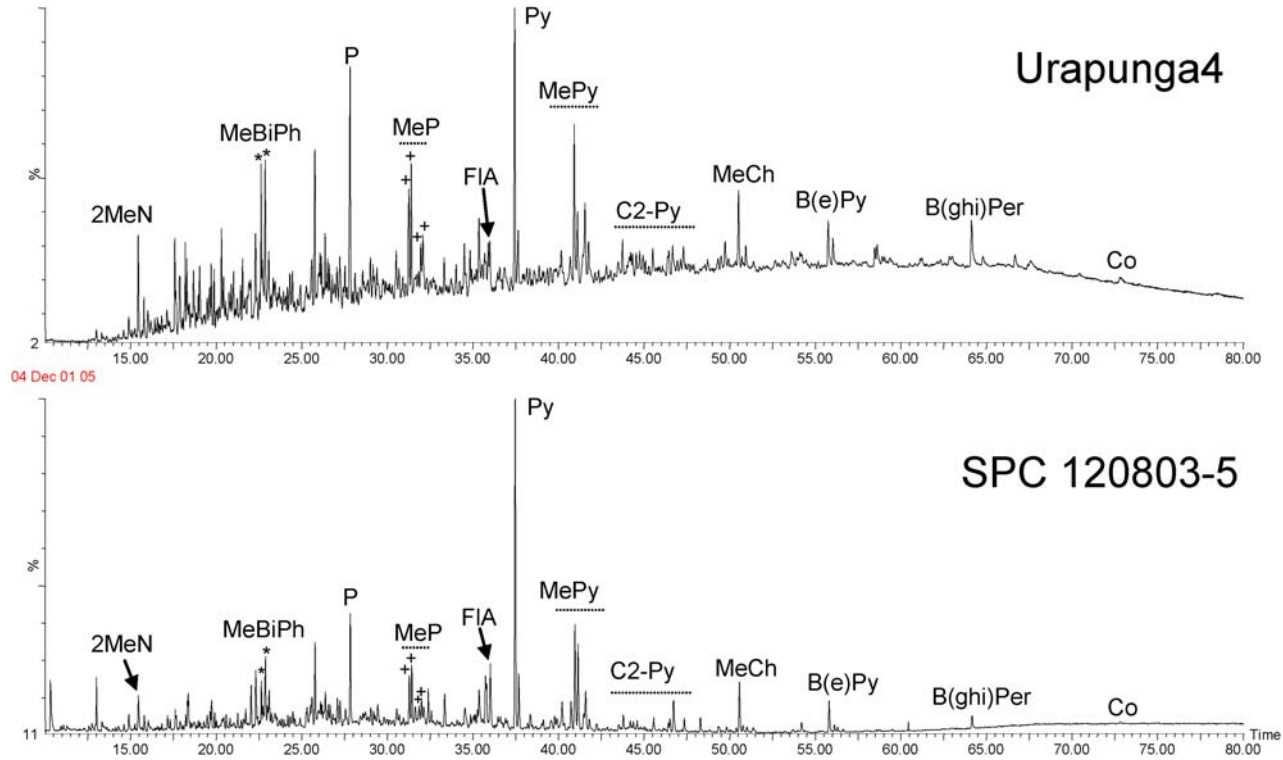 Py
Urapunga4
P
MePy
MeBiPh
MeP
* *
+
+
+
+
FlA
MeCh
2MeN
C2-Py
B(e)Py
B(ghi)Per
Co
%
2
15.00 20.00 25.00 30.00 35.00 40.00 45.00 50.00 55.00 60.00 65.00 70.00 75.00 80.00
04 Dec 01 05
Py
SPC 120803-5
P
MePy
FlA
MeBiPh
MeP
* *
+
+
+
+
2MeN
C2-Py
MeCh
B(e)Py
B(ghi)Per
Co
%
11
Time
15.00 20.00 25.00 30.00 35.00 40.00 45.00 50.00 55.00 60.00 65.00 70.00 75.00 80.00